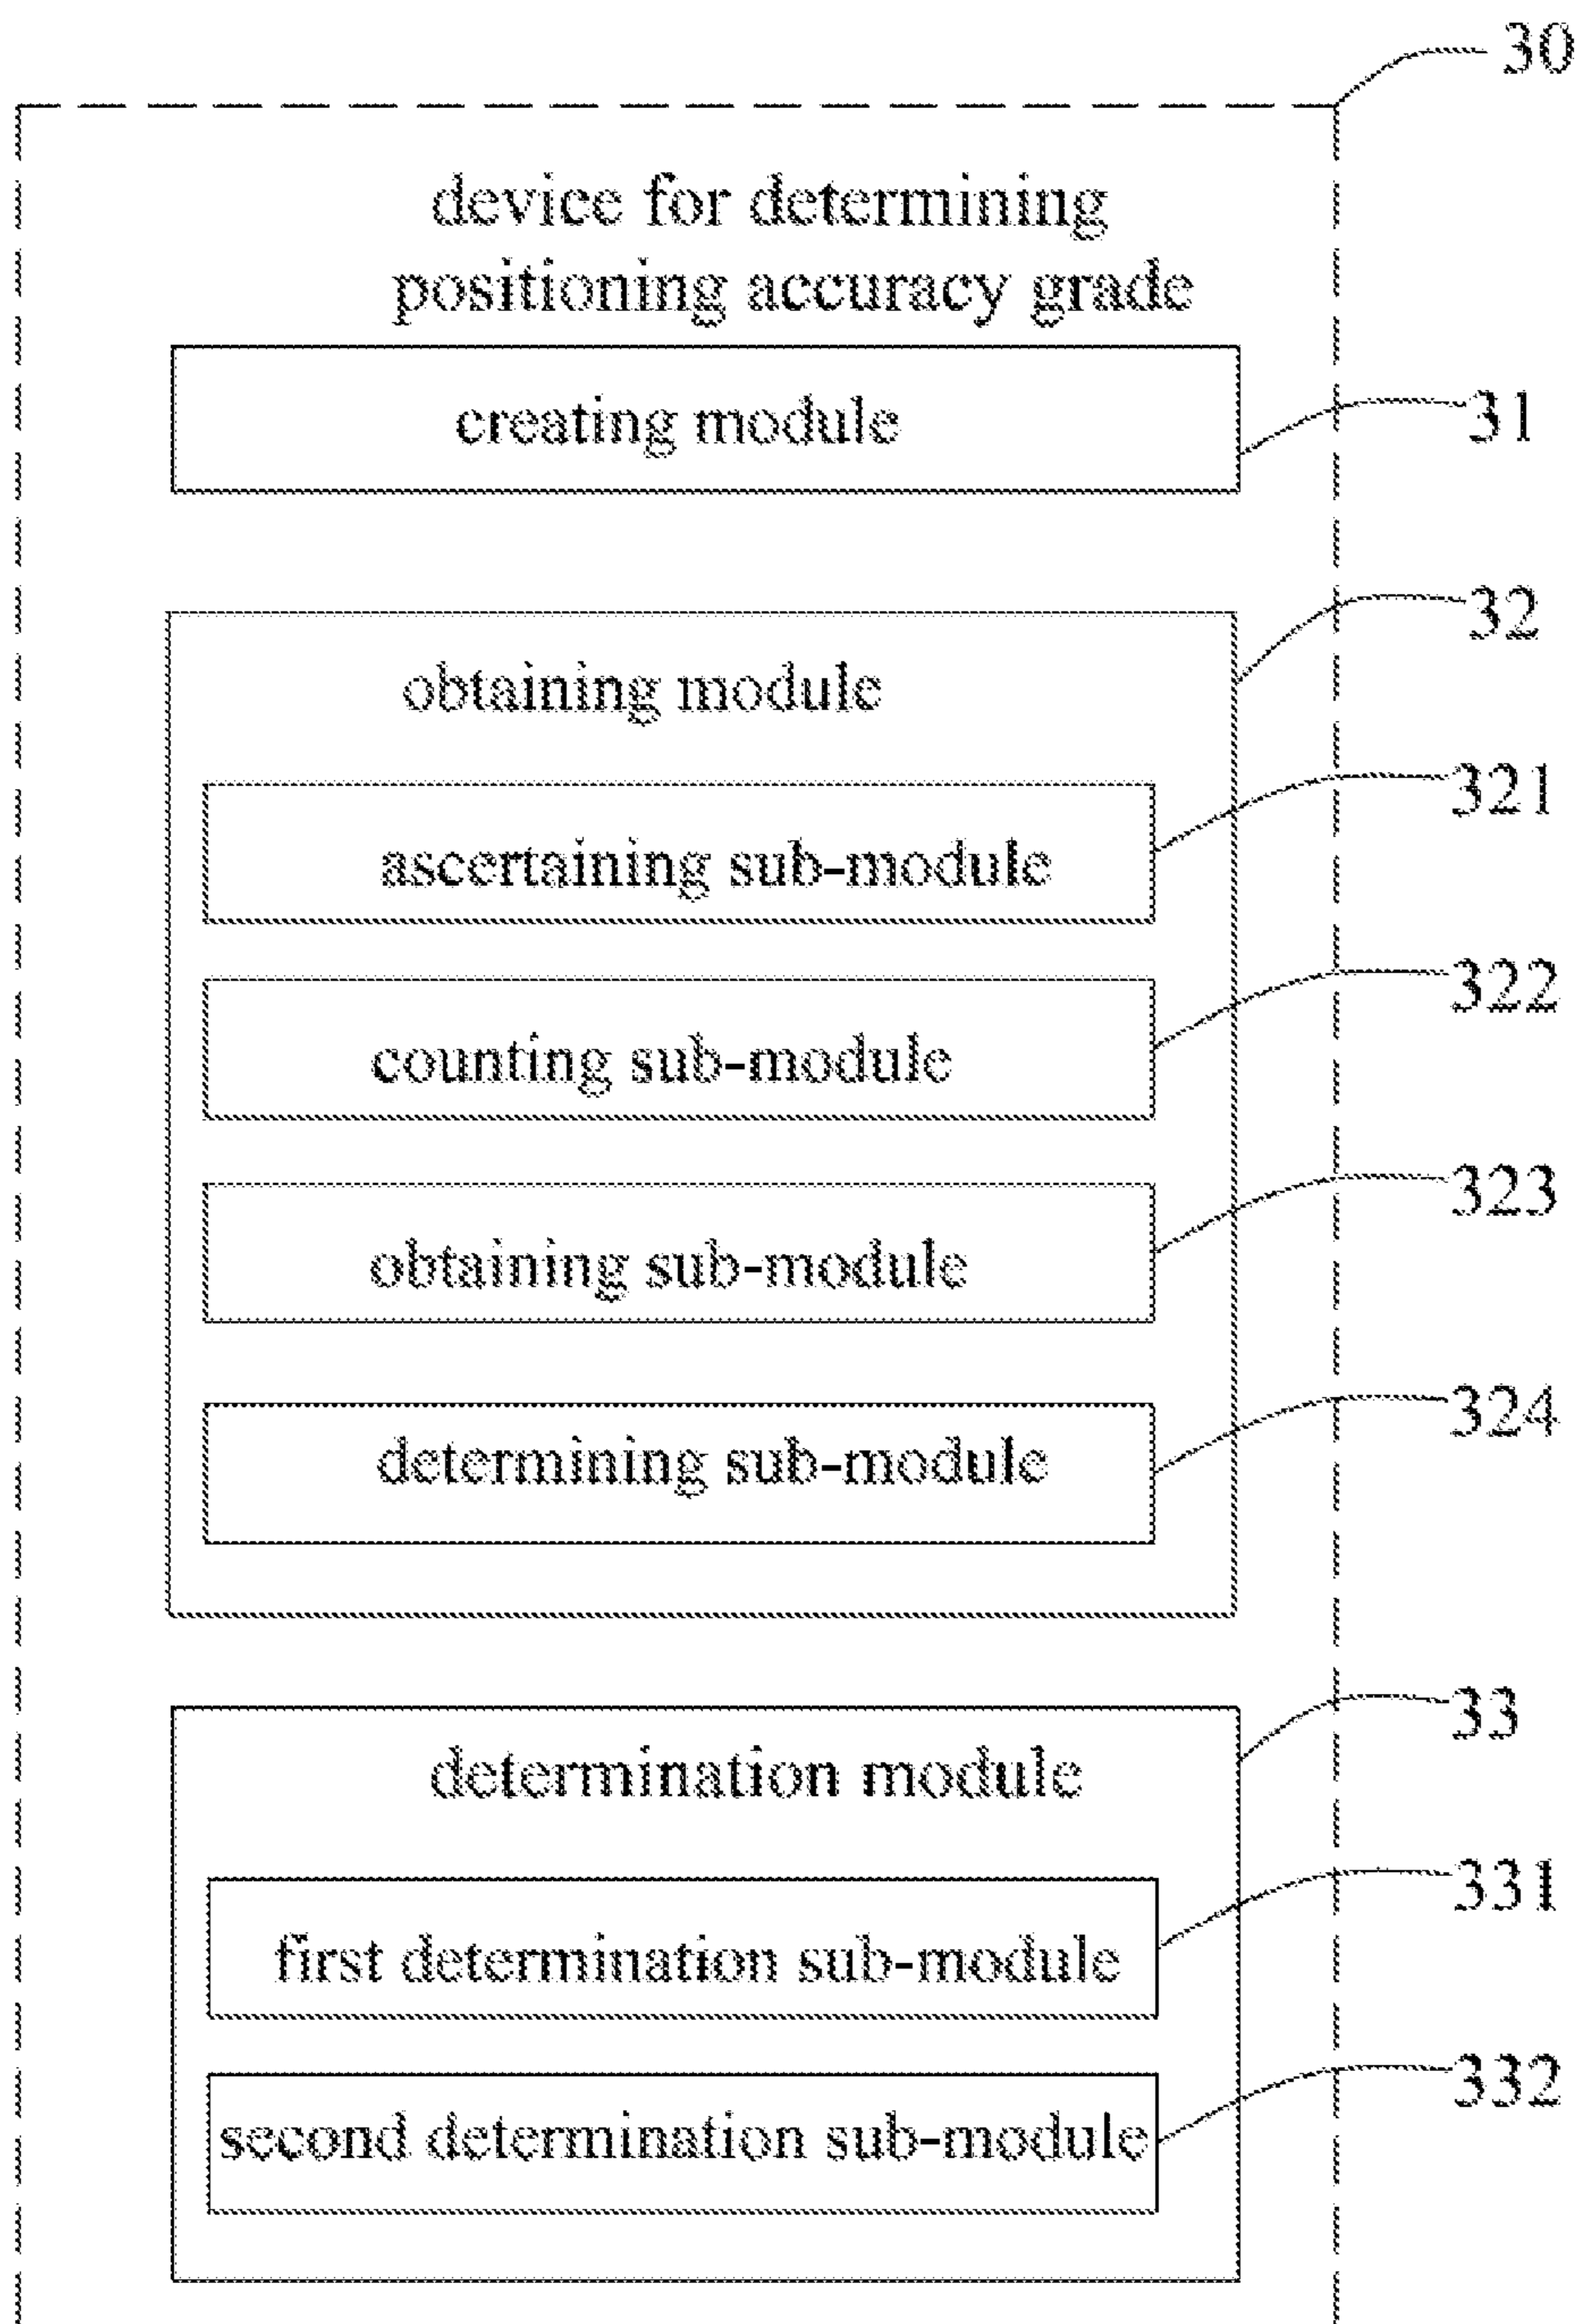 30
device for determining
positioning accuracy grade
creating module
31
32
obtaining module
321
ascertaining sub-module
322
counting sub-module
323
obtaining sub-module
324
determining sub-module
33
determination module
331
first determination sub-module
332
second determination sub-module